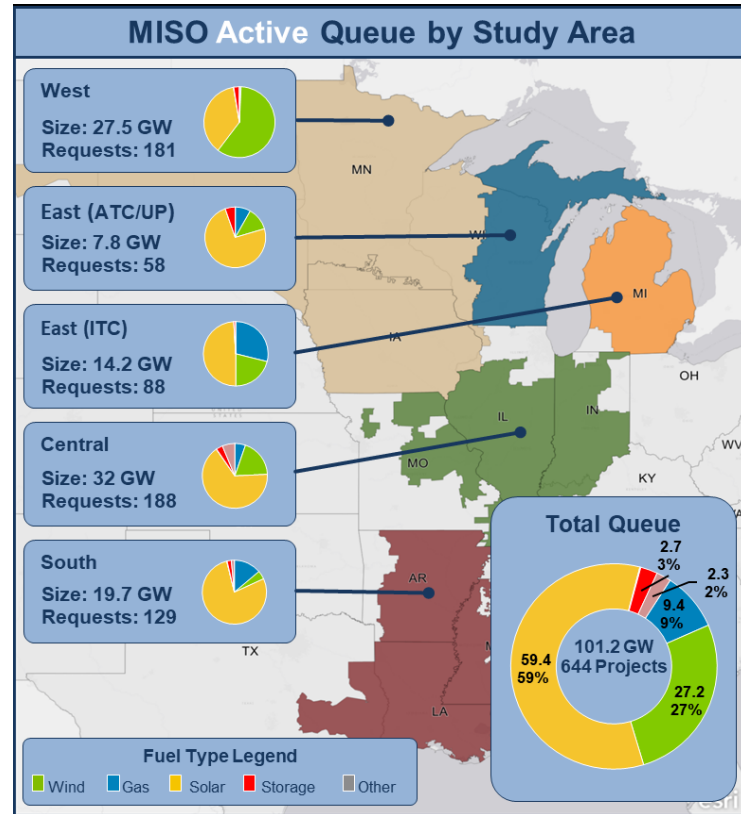 MISO Active Queue by Study Area
West
Size: 27.5 GW
Requests: 181
East (ATC/UP)
Size: 7.8 GW
Requests: 58
East (ITC)
Size: 14.2 GW
Requests: 88
Central
Size: 32 GW
Requests: 188
South
Size: 19.7 GW
Requests: 129
MN
WI
MI
IA
OH
IL
IN
MO
WV
KY
AR
TX
LA
UNITED
STATES
Total Queue
2.7
3%
2.3
2%
9.4
9%
101.2 GW
644 Projects
59.4
59%
27.2
27%
Fuel Type Legend
Wind Gas Solar Storage Other
esri